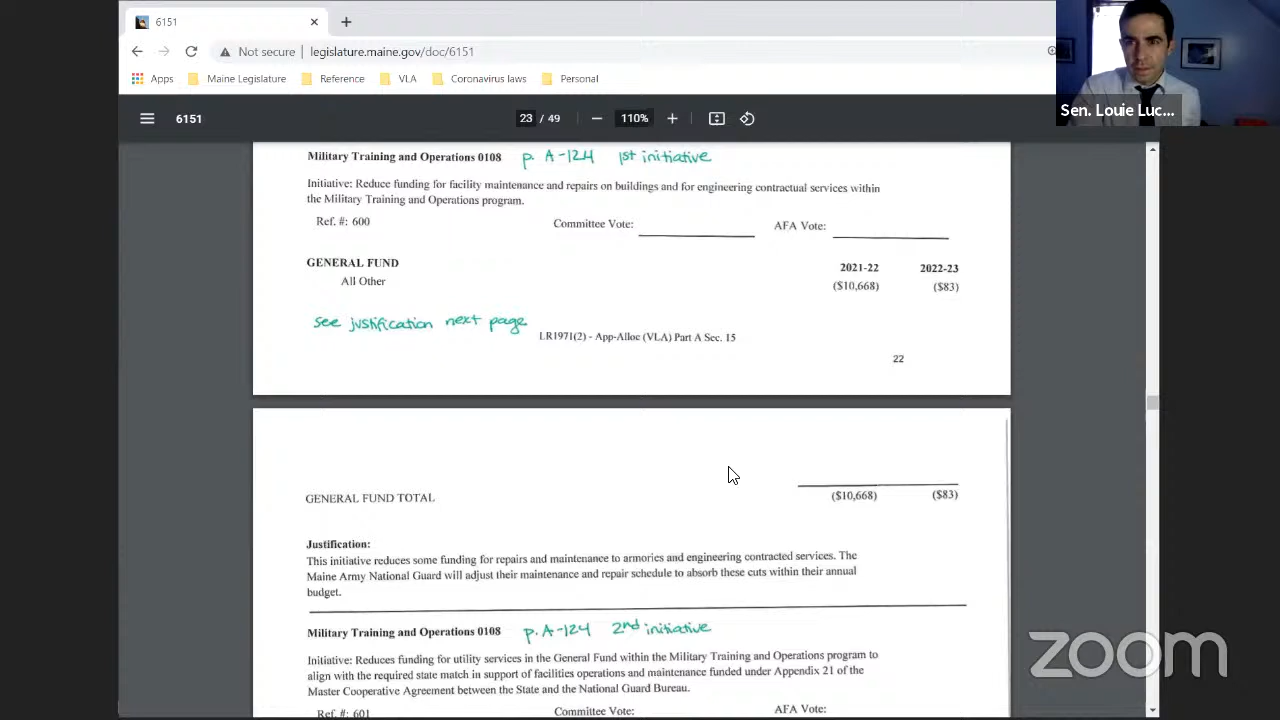 6151
Not secure | legislature.maine.gov/doc/6151
Apps Maine Legislature Reference VLA Coronavirus laws Personal
Sen. Louie Luc...
6151 23 / 49 110%
Military Training and Operations 0108 p. A-124 1st initiative
Initiative: Reduce funding for facility maintenance and repairs on buildings and for engineering contractual services within
the Military Training and Operations program.
Ref. #: 600 Committee Vote: AFA Vote:
GENERAL FUND 2021-22 2022-23
All Other ($10,668) ($83)
see justification next page
LR1971(2) - App-Alloc (VLA) Part A Sec. 15
22
GENERAL FUND TOTAL ($10,668) ($83)
Justification:
This initiative reduces some funding for repairs and maintenance to armories and engineering contracted services. The
Maine Army National Guard will adjust their maintenance and repair schedule to absorb these cuts within their annual
budget.
Military Training and Operations 0108 p. A-124 2nd initiative
Initiative: Reduces funding for utility services in the General Fund within the Military Training and Operations program to
align with the required state match in support of facilities operations and maintenance funded under Appendix 21 of the
Master Cooperative Agreement between the State and the National Guard Bureau.
Ref. #: 601 Committee Vote: AFA Vote:
zoom